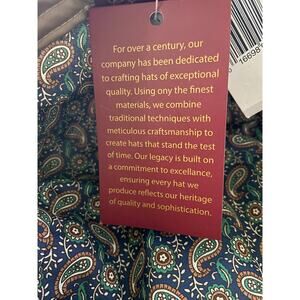 For over a century, our
company has been dedicated
to crafting hats of exceptional
quality. Using ony the finest
materials, we combine
traditional techniques with
meticulous craftsmanship to
create hats that stand the test
of time. Our legacy is built on
a commitment to excellence,
ensuring every hat we
produce reflects our heritage
of quality and sophistication.
0 16698